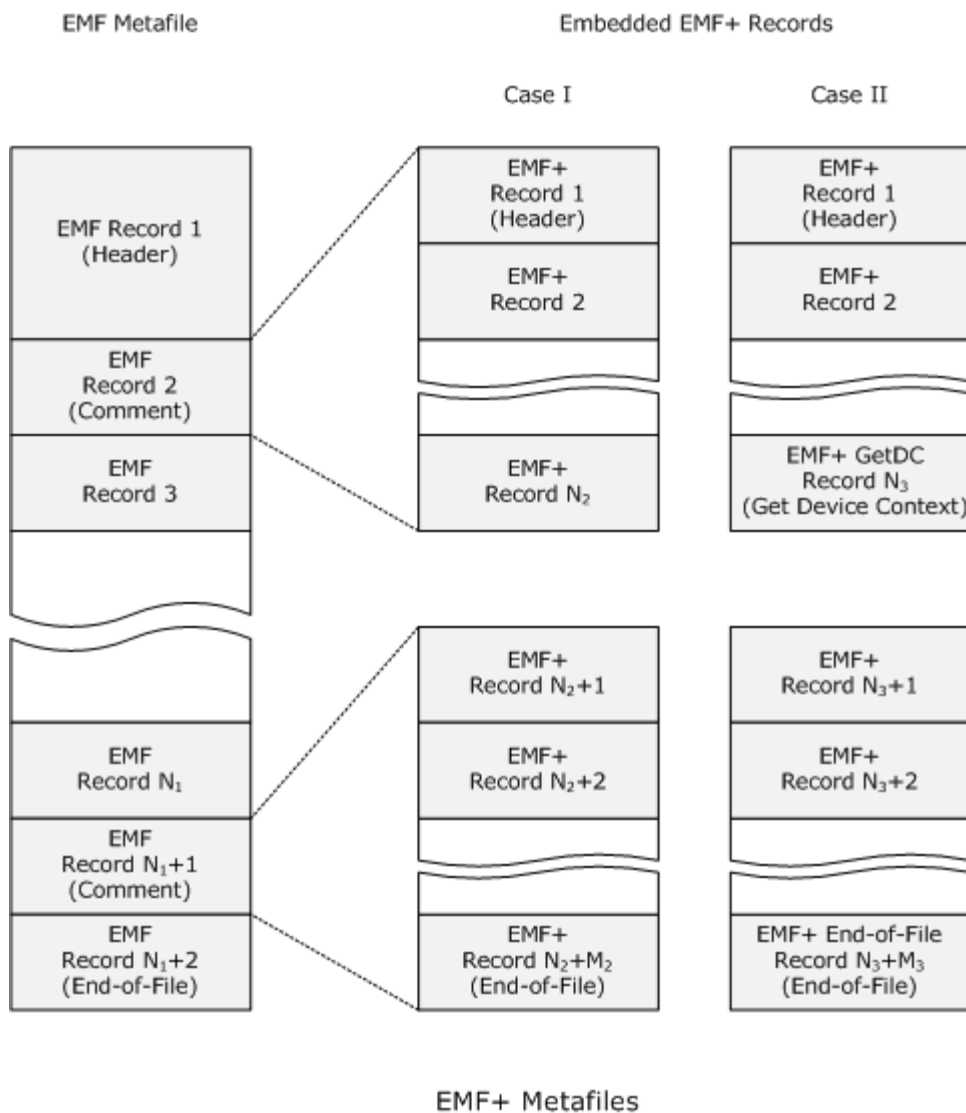 EMF Metafile
Embedded EMF+ Records
Case I
Case II
EMF Record 1
(Header)
EMF
Record 2
(Comment)
EMF
Record 3
EMF
Record N₁
EMF
Record N₁+1
(Comment)
EMF
Record N₁+2
(End-of-File)
EMF+
Record 1
(Header)
EMF+
Record 2
EMF+
Record N₂
EMF+
Record N₂+1
EMF+
Record N₂+2
EMF+
Record N₂+M₂
(End-of-File)
EMF+
Record 1
(Header)
EMF+
Record 2
EMF+ GetDC
Record N₃
(Get Device Context)
EMF+
Record N₃+1
EMF+
Record N₃+2
EMF+ End-of-File
Record N₃+M₃
(End-of-File)
EMF+ Metafiles